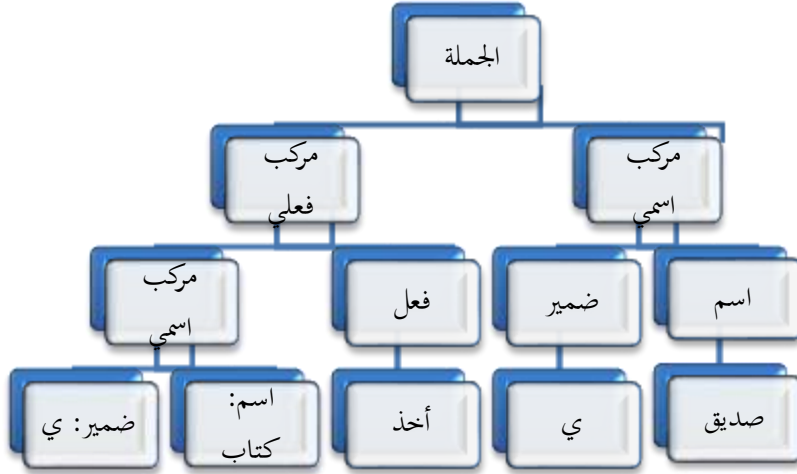 الجملة
مركب
اسمي
مركب
فعلي
اسم
ضمير
فعل
مركب
اسمي
صديق
ي
أخذ
اسم:
كتاب
ضمير: ي